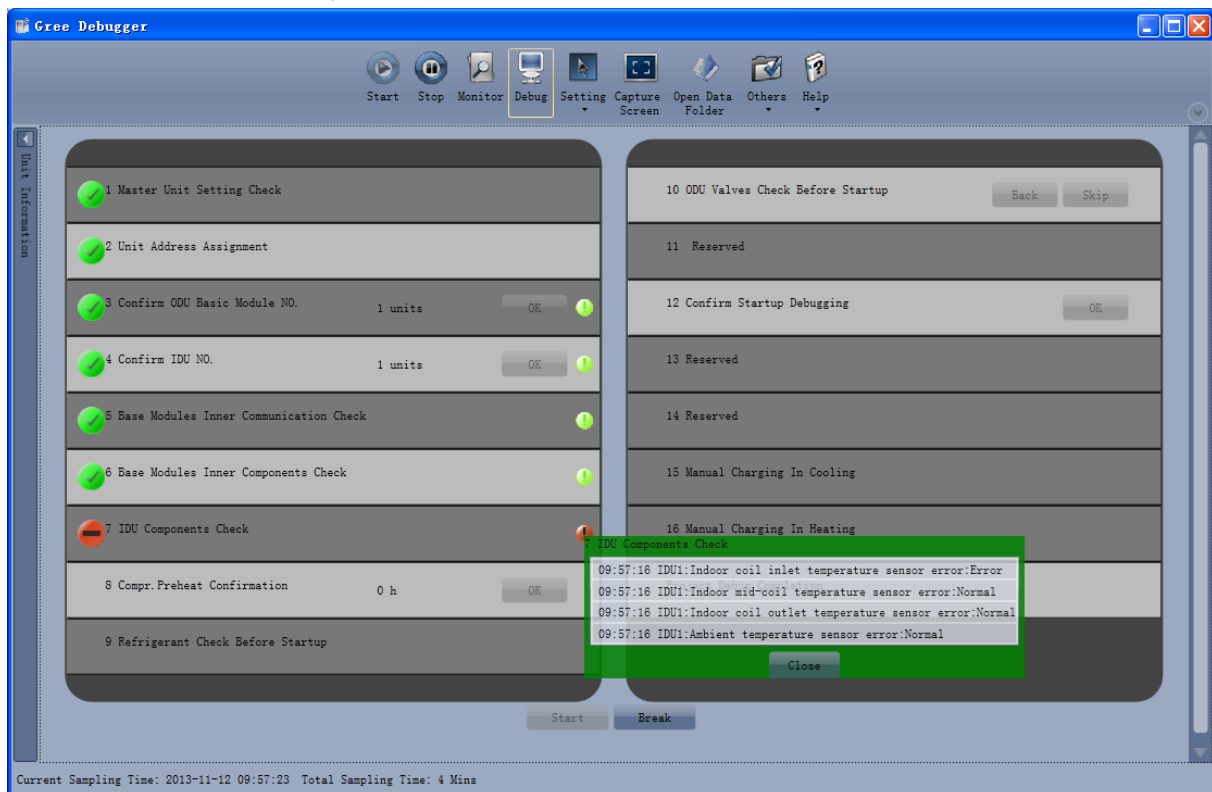 Gree Debugger
Start Stop Monitor Debug Setting Capture Screen Open Data Folder Others Help
Unit Information
1 Master Unit Setting Check
2 Unit Address Assignment
3 Confirm ODU Basic Module NO. 1 units OK
4 Confirm IDU NO. 1 units OK
5 Base Modules Inner Communication Check
6 Base Modules Inner Components Check
7 IDU Components Check
8 Compr.Preheat Confirmation 0 h OK
9 Refrigerant Check Before Startup
10 ODU Valves Check Before Startup Back Skip
11 Reserved
12 Confirm Startup Debugging OK
13 Reserved
14 Reserved
15 Manual Charging In Cooling
16 Manual Charging In Heating
7 IDU Components Check
09:57:16 IDU1:Indoor coil inlet temperature sensor error:Error
09:57:16 IDU1:Indoor mid-coil temperature sensor error:Normal
09:57:16 IDU1:Indoor coil outlet temperature sensor error:Normal
09:57:16 IDU1:Ambient temperature sensor error:Normal
Close
Start Break
Current Sampling Time: 2013-11-12 09:57:23 Total Sampling Time: 4 Mins